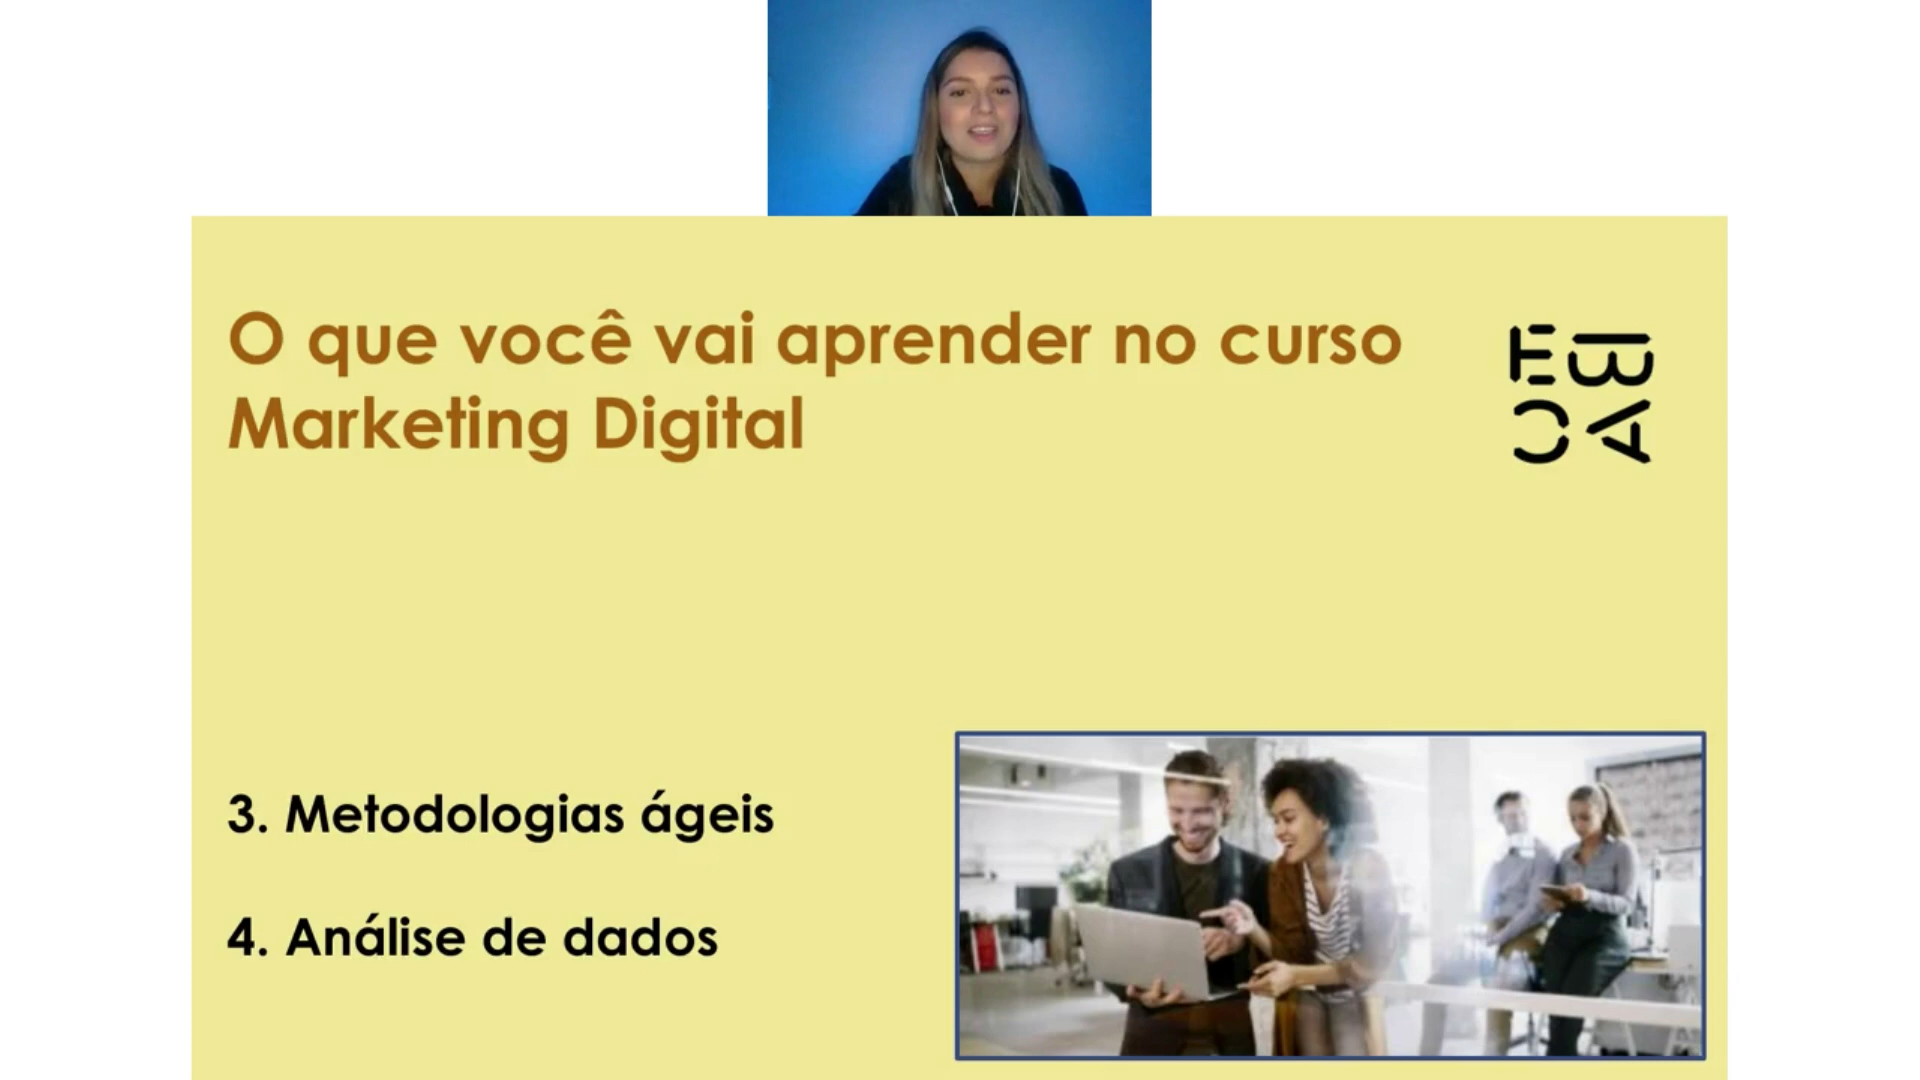 O que você vai aprender no curso
Marketing Digital
3. Metodologias ágeis
4. Análise de dados